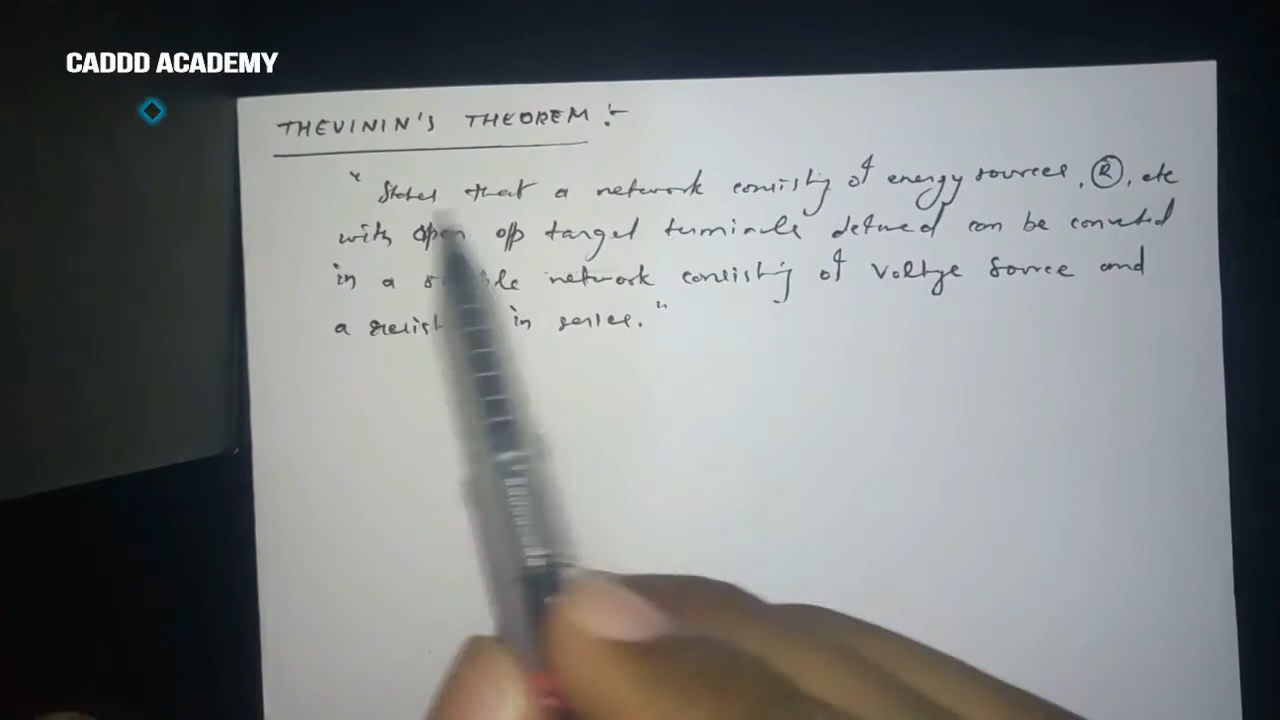 CADDD ACADEMY
THEVININ'S THEOREM :-
"States that a network consisting of energy sources, Ⓡ, etc
with open off target terminals defined can be converted
in a network consisting of voltage source and
a in series."